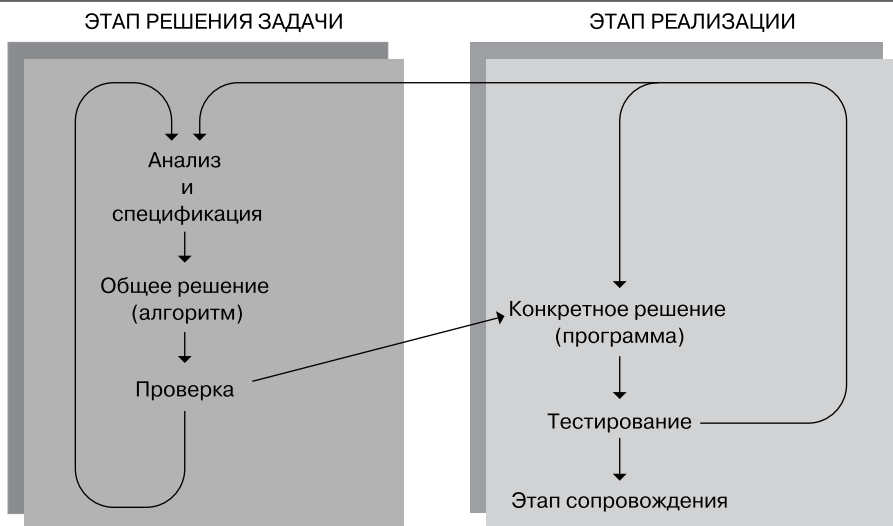 ЭТАП РЕШЕНИЯ ЗАДАЧИ
ЭТАП РЕАЛИЗАЦИИ
Анализ
и
спецификация
Общее решение
(алгоритм)
Проверка
Конкретное решение
(программа)
Тестирование
Этап сопровождения